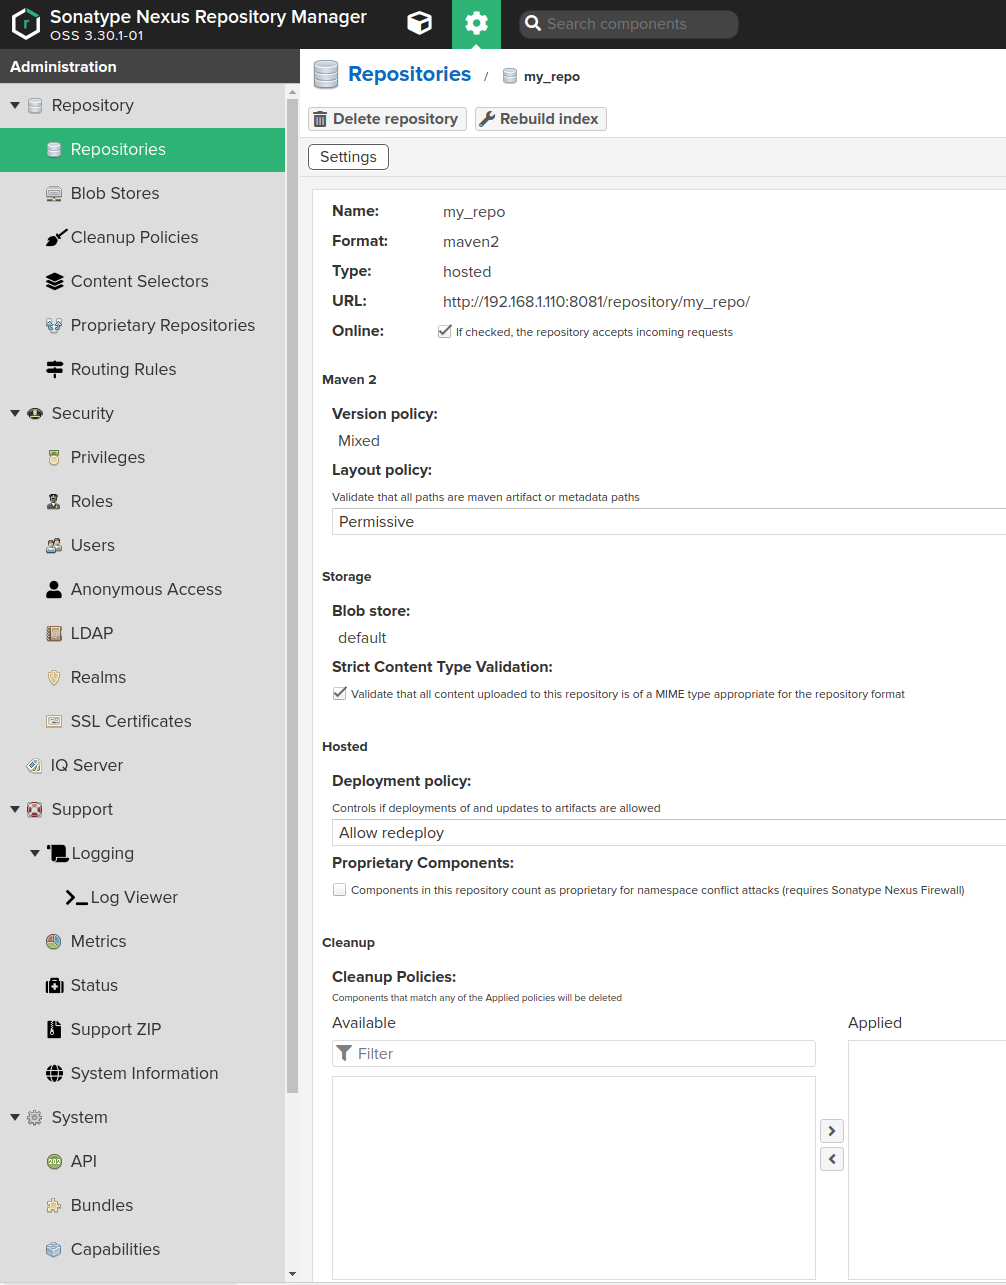 Sonatype Nexus Repository Manager
OSS 3.30.1-01
Search components
Administration
Repository
Repositories
Blob Stores
Cleanup Policies
Content Selectors
Proprietary Repositories
Routing Rules
Security
Privileges
Roles
Users
Anonymous Access
LDAP
Realms
SSL Certificates
IQ Server
Support
Logging
Log Viewer
Metrics
Status
Support ZIP
System Information
System
API
Bundles
Capabilities
Repositories / my_repo
Delete repository
Rebuild index
Settings
Name: my_repo
Format: maven2
Type: hosted
URL: http://192.168.1.110:8081/repository/my_repo/
Online: If checked, the repository accepts incoming requests
Maven 2
Version policy:
Mixed
Layout policy:
Validate that all paths are maven artifact or metadata paths
Permissive
Storage
Blob store:
default
Strict Content Type Validation:
Validate that all content uploaded to this repository is of a MIME type appropriate for the repository format
Hosted
Deployment policy:
Controls if deployments of and updates to artifacts are allowed
Allow redeploy
Proprietary Components:
Components in this repository count as proprietary for namespace conflict attacks (requires Sonatype Nexus Firewall)
Cleanup
Cleanup Policies:
Components that match any of the Applied policies will be deleted
Available
Applied
Filter